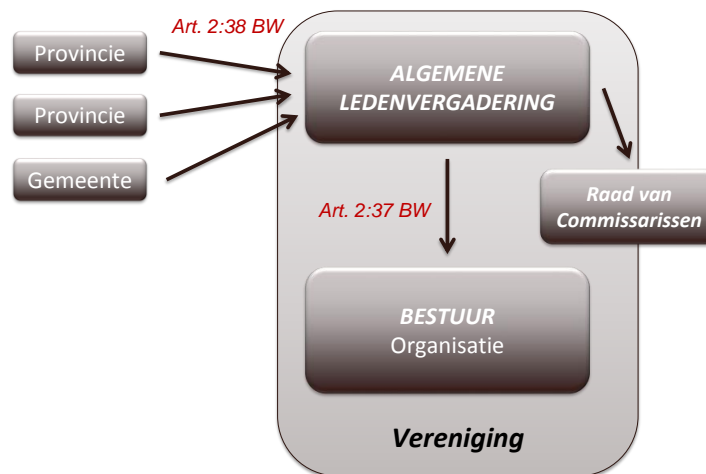 Art. 2:38 BW
Provincie
Provincie
Gemeente
ALGEMENE
LEDENVERGADERING
Raad van
Commissarissen
Art. 2:37 BW
BESTUUR
Organisatie
Vereniging